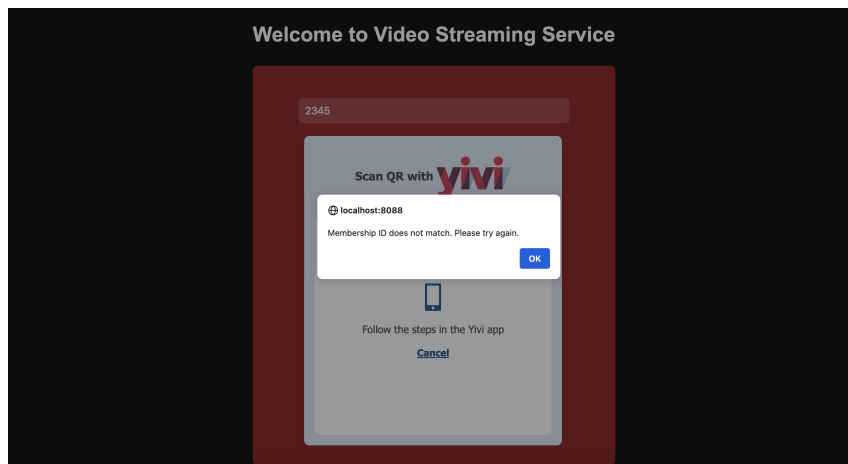 Welcome to Video Streaming Service
2345
Scan QR with yivi
localhost:8088
Membership ID does not match. Please try again.
OK
Follow the steps in the Yivi app
Cancel